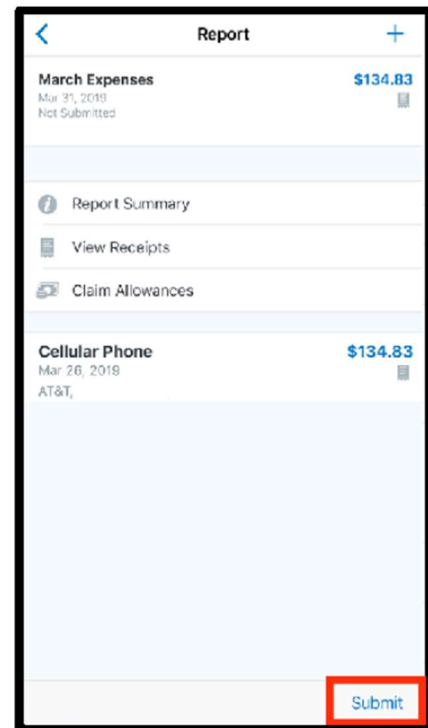 Report
March Expenses
$134.83
Mar 31, 2019
Not Submitted
Report Summary
View Receipts
Claim Allowances
Cellular Phone
$134.83
Mar 26, 2019
AT&T,
Submit